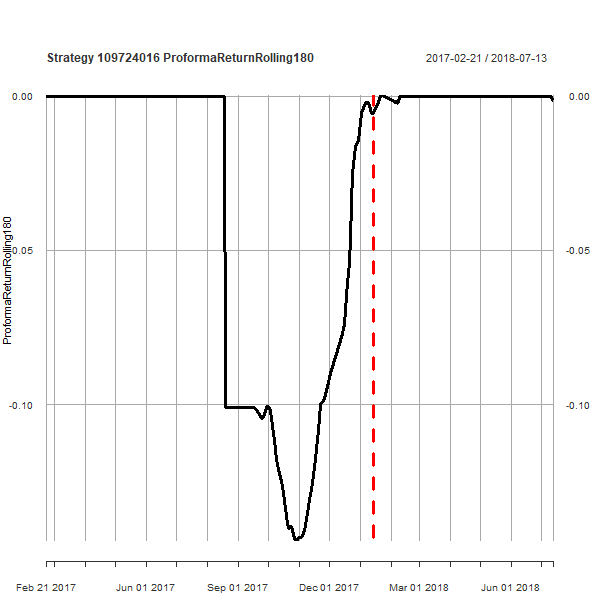 Strategy 109724016 ProformaReturnRolling180
2017-02-21 / 2018-07-13
0.00
0.00
-0.05
-0.05
-0.10
-0.10
ProformaReturnRolling180
Feb 21 2017
Jun 01 2017
Sep 01 2017
Dec 01 2017
Mar 01 2018
Jun 01 2018